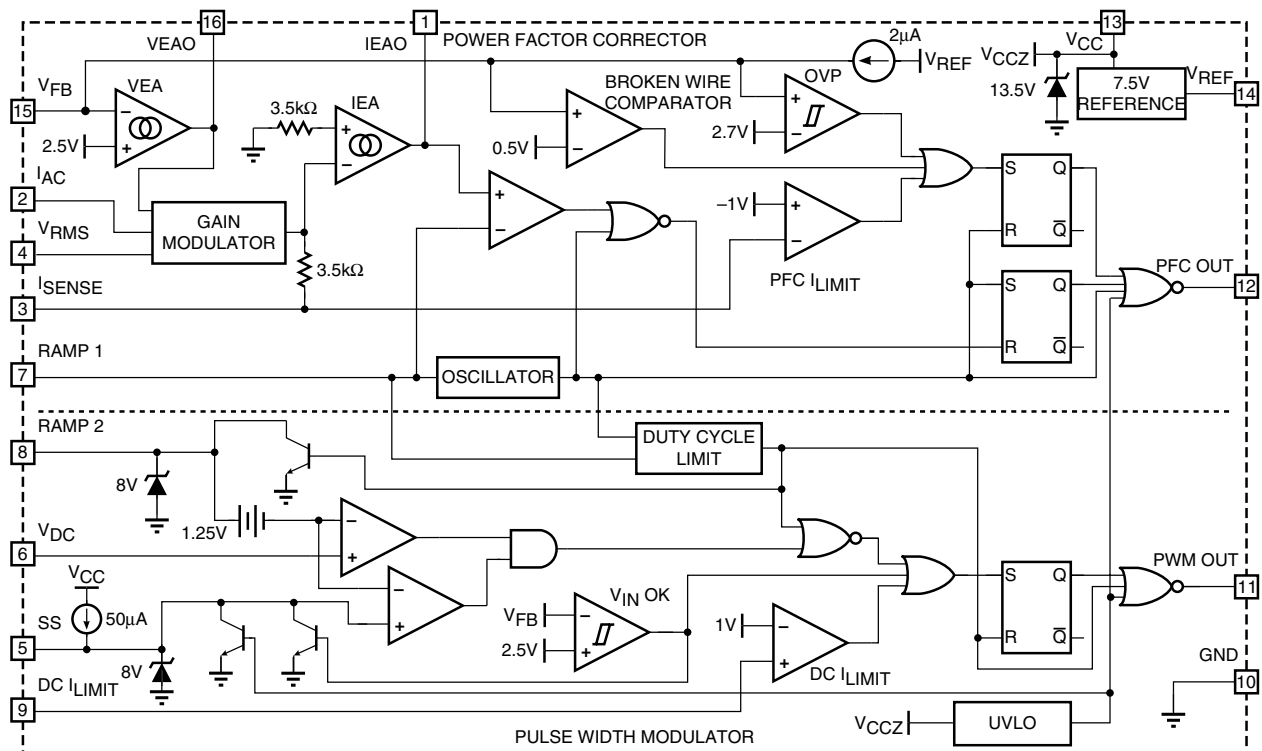 16
1
13
VEAO
IEAO
POWER FACTOR CORRECTOR
2μA
VCC
VCCZ
VREF
VFB
VEA
IEA
BROKEN WIRE
COMPARATOR
OVP
VREF
13.5V
7.5V
REFERENCE
14
15
3.5kΩ
+
−
2.5V
+
−
+
0.5V
−
+
2.7V
−
IAC
2
VRMS
4
GAIN
MODULATOR
+
−
−1V
+
−
S
Q
R
Q
3.5kΩ
ISENSE
3
PFC ILIMIT
S
Q
R
Q
PFC OUT
12
RAMP 1
7
OSCILLATOR
RAMP 2
8
DUTY CYCLE
LIMIT
8V
1.25V
−
+
VDC
6
VCC
50μA
SS
5
−
+
VIN OK
VFB
−
2.5V
+
1V
−
+
S
Q
R
Q
PWM OUT
11
8V
DC ILIMIT
9
DC ILIMIT
GND
10
VCCZ
UVLO
PULSE WIDTH MODULATOR